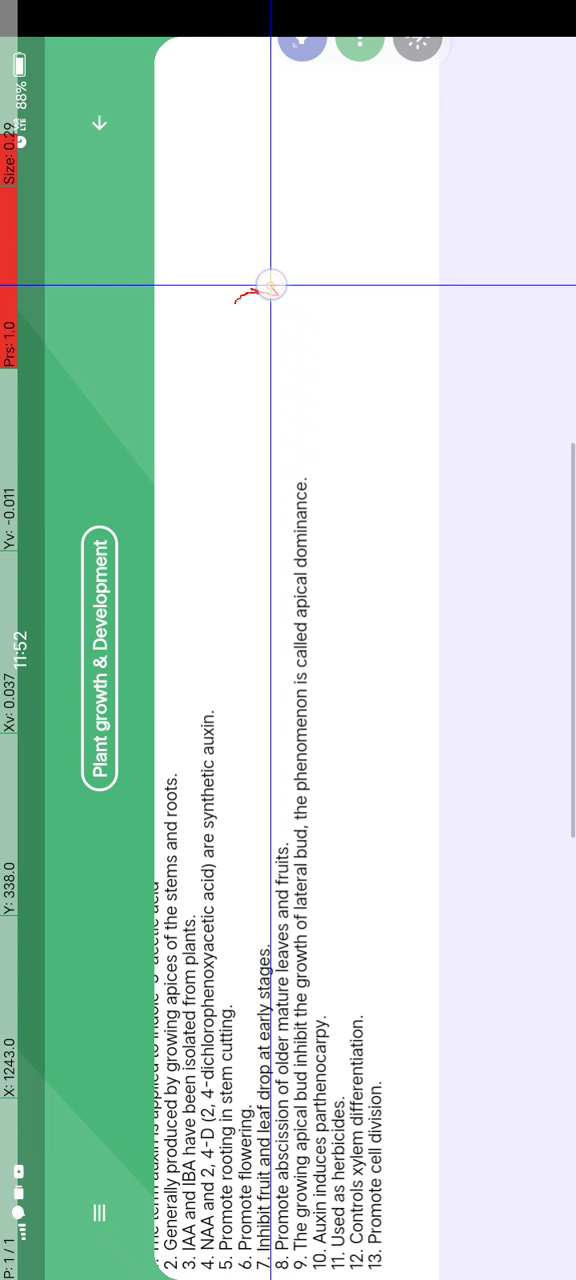 P: 1 / 1
X: 1243.0
Y: 338.0
Xv: 0.037
Yv: -0.011
Prs: 1.0
Size: 0.29
11:52
LTE
88%
Plant growth & Development
2. Generally produced by growing apices of the stems and roots.
3. IAA and IBA have been isolated from plants.
4. NAA and 2, 4-D (2, 4-dichlorophenoxyacetic acid) are synthetic auxin.
5. Promote rooting in stem cutting.
6. Promote flowering.
7. Inhibit fruit and leaf drop at early stages.
8. Promote abscission of older mature leaves and fruits.
9. The growing apical bud inhibit the growth of lateral bud, the phenomenon is called apical dominance.
10. Auxin induces parthenocarpy.
11. Used as herbicides.
12. Controls xylem differentiation.
13. Promote cell division.